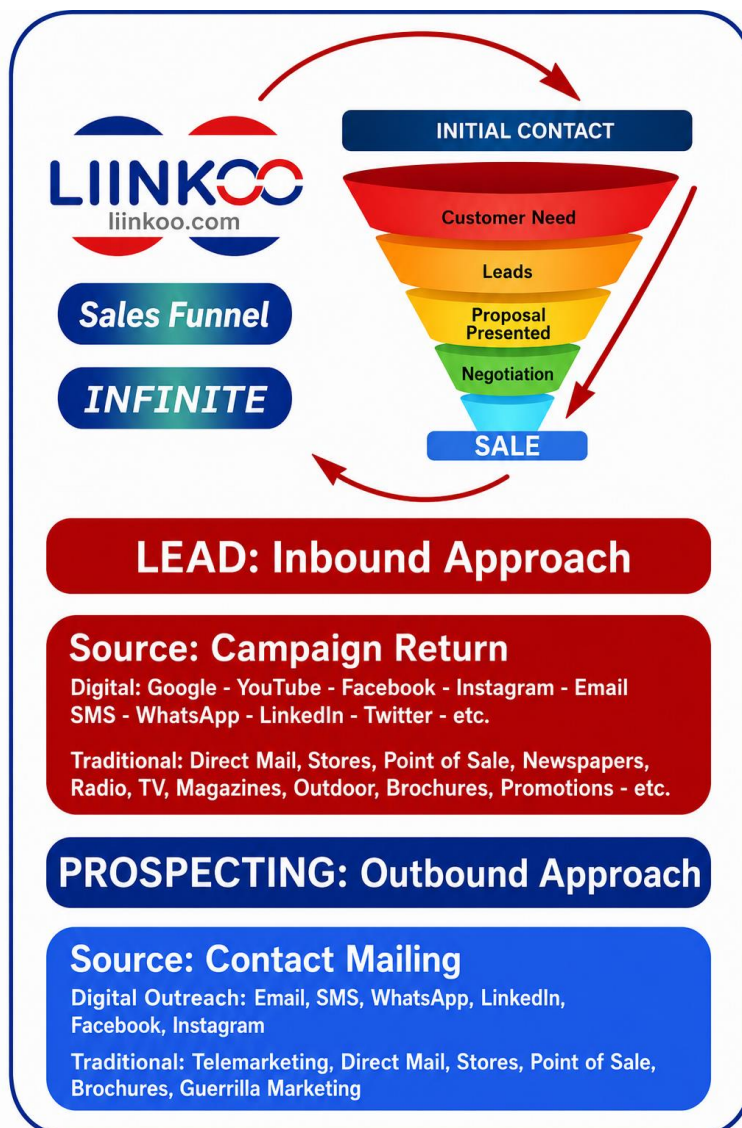 LIINKOO
liinkoo.com
Sales Funnel
INFINITE
INITIAL CONTACT
Customer Need
Leads
Proposal
Presented
Negotiation
SALE
LEAD: Inbound Approach
Source: Campaign Return
Digital: Google - YouTube - Facebook - Instagram - Email
SMS - WhatsApp - LinkedIn - Twitter - etc.
Traditional: Direct Mail, Stores, Point of Sale, Newspapers,
Radio, TV, Magazines, Outdoor, Brochures, Promotions - etc.
PROSPECTING: Outbound Approach
Source: Contact Mailing
Digital Outreach: Email, SMS, WhatsApp, LinkedIn,
Facebook, Instagram
Traditional: Telemarketing, Direct Mail, Stores, Point of Sale,
Brochures, Guerrilla Marketing